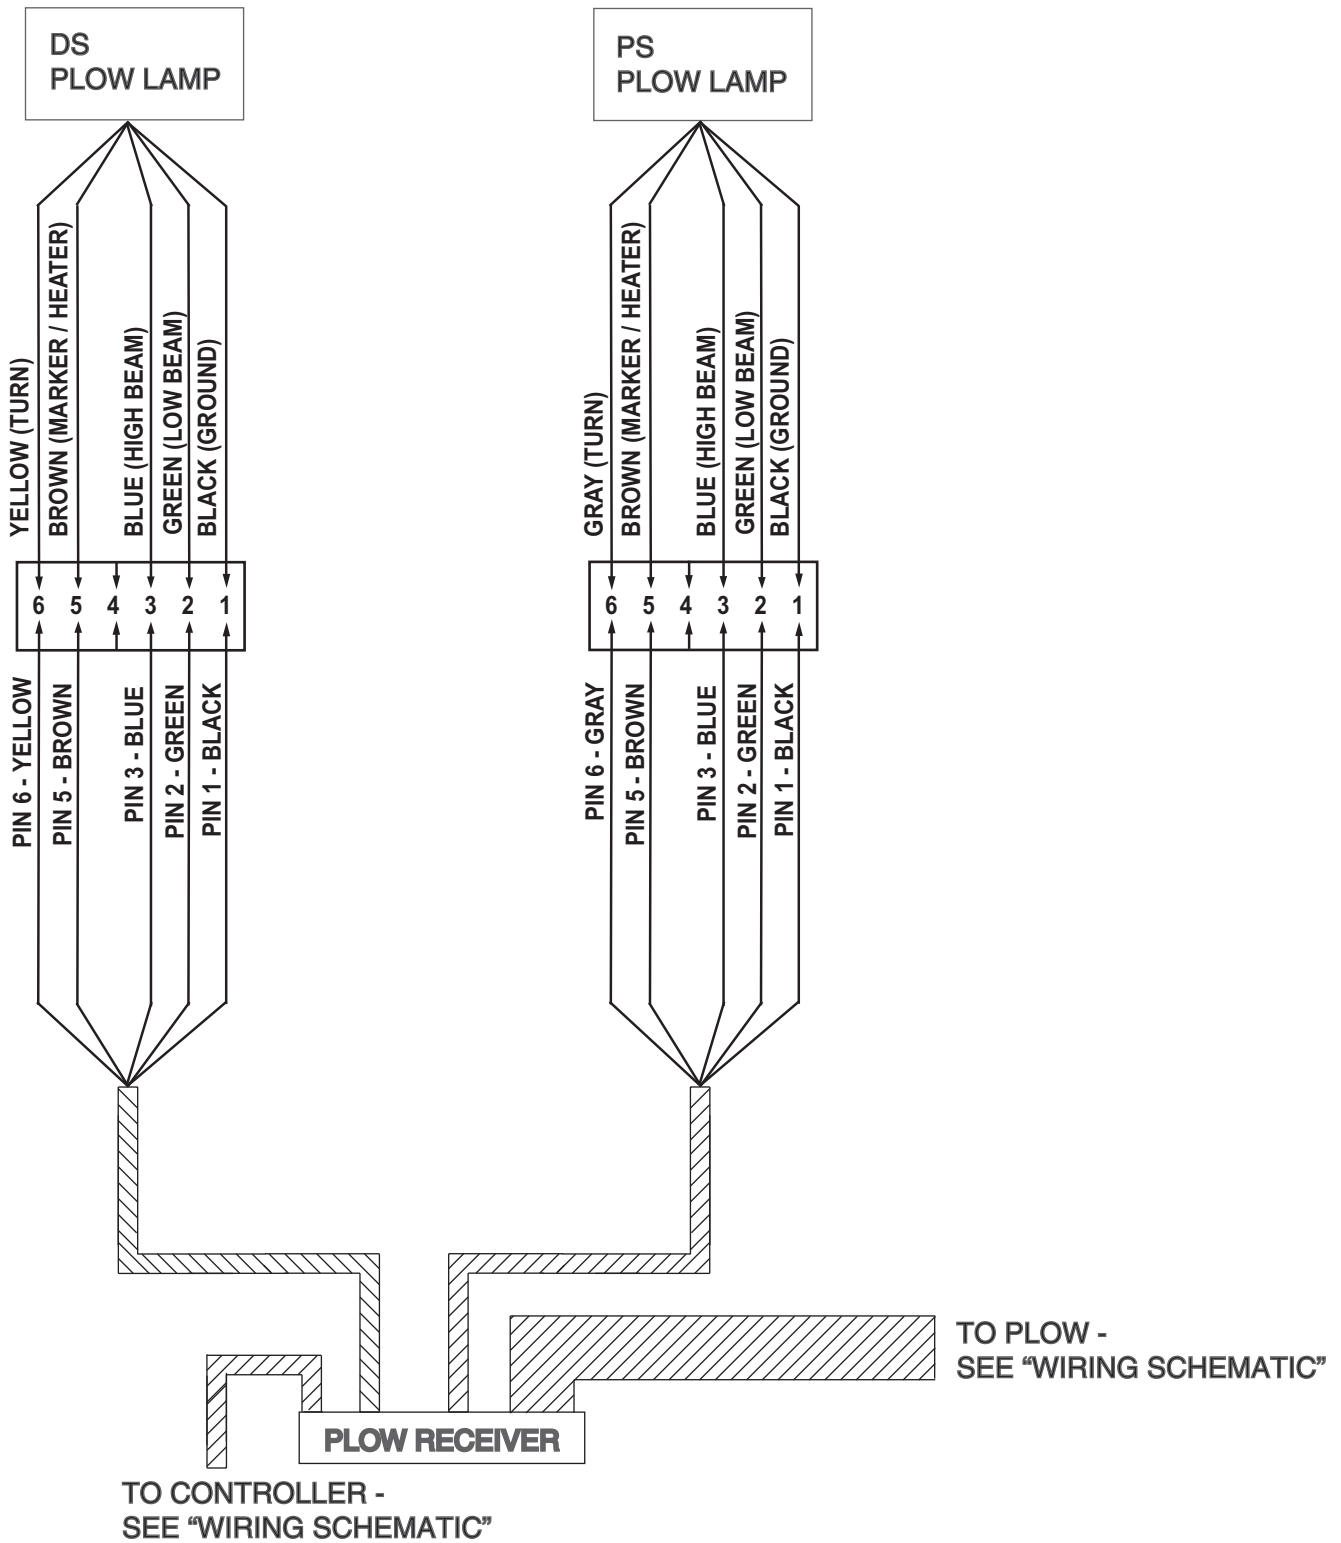 DS
PLOW LAMP
PS
PLOW LAMP
YELLOW (TURN)
BROWN (MARKER / HEATER)
BLUE (HIGH BEAM)
GREEN (LOW BEAM)
BLACK (GROUND)
GRAY (TURN)
BROWN (MARKER / HEATER)
BLUE (HIGH BEAM)
GREEN (LOW BEAM)
BLACK (GROUND)
6 5 4 3 2 1
6 5 4 3 2 1
PIN 6 - YELLOW
PIN 5 - BROWN
PIN 3 - BLUE
PIN 2 - GREEN
PIN 1 - BLACK
PIN 6 - GRAY
PIN 5 - BROWN
PIN 3 - BLUE
PIN 2 - GREEN
PIN 1 - BLACK
TO PLOW -
SEE “WIRING SCHEMATIC”
PLOW RECEIVER
TO CONTROLLER -
SEE “WIRING SCHEMATIC”